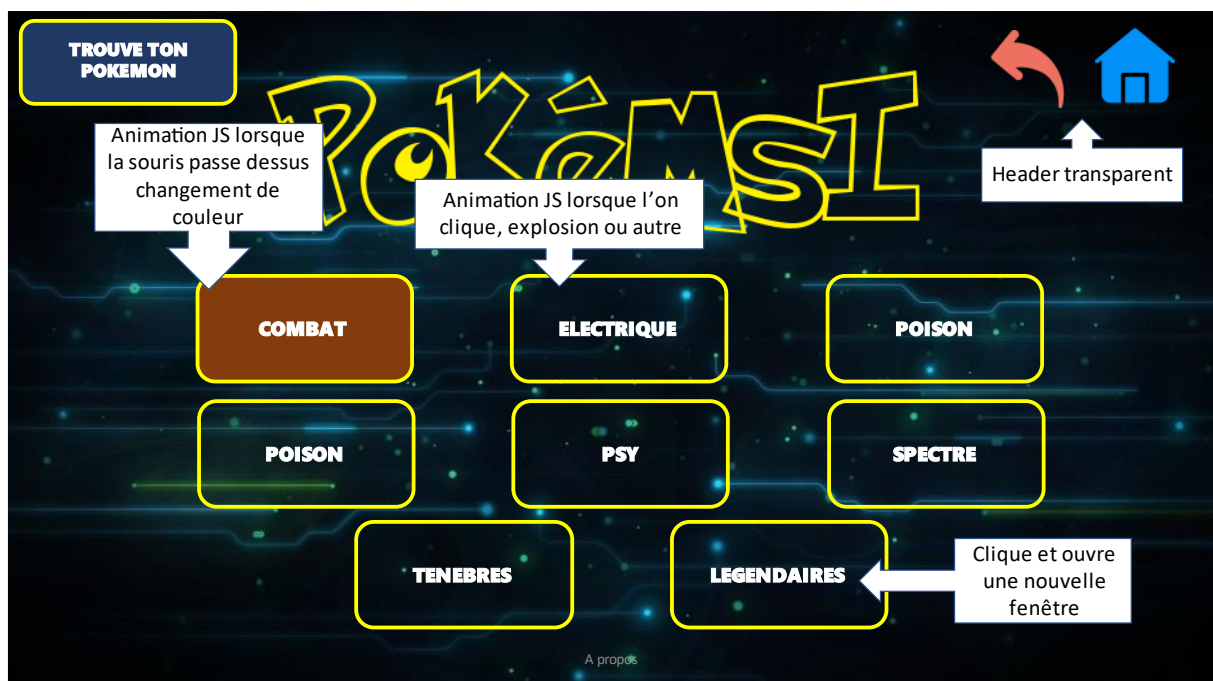 TROUVE TON
POKEMON
PoKéMSI
Animation JS lorsque
la souris passe dessus
changement de
couleur
Animation JS lorsque l'on
clique, explosion ou autre
Header transparent
COMBAT
ELECTRIQUE
POISON
POISON
PSY
SPECTRE
TENEBRES
LEGENDAIRES
Clique et ouvre
une nouvelle
fenêtre
A propos